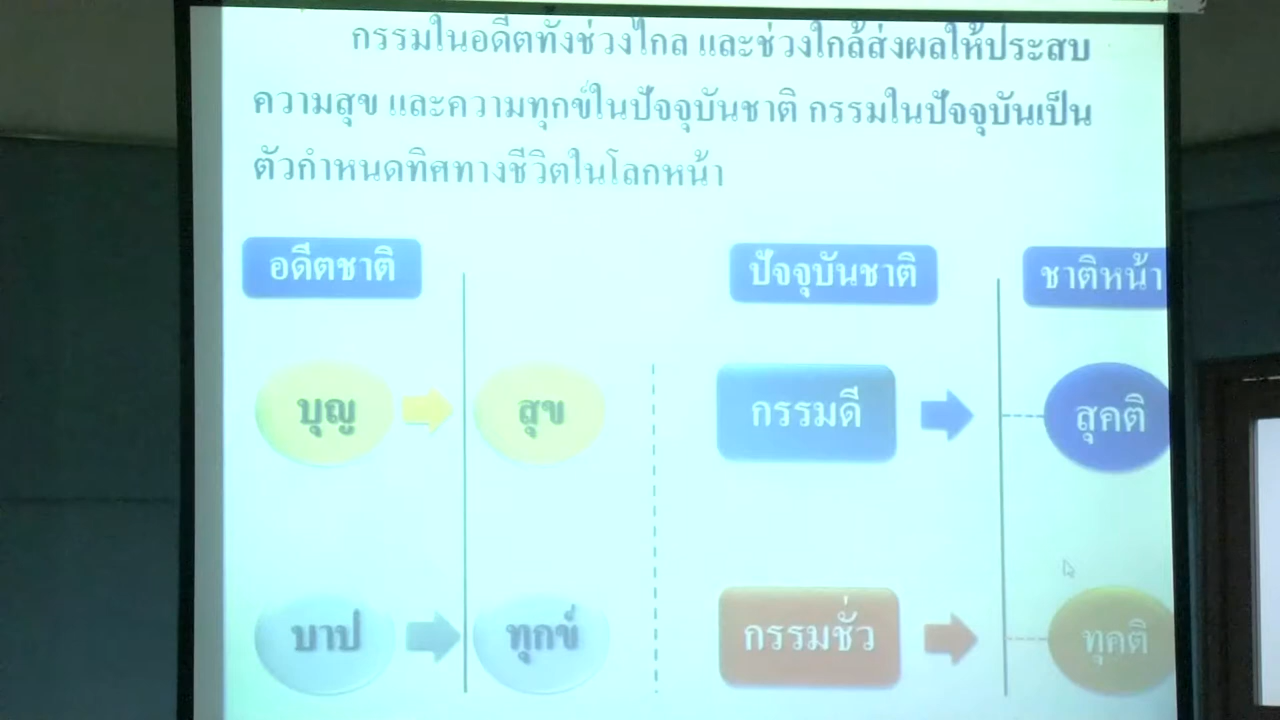 กรรมในอดีตทั้งช่วงไกล และช่วงใกล้ส่งผลให้ประสบ
ความสุข และความทุกข์ในปัจจุบันชาติ กรรมในปัจจุบันเป็น
ตัวกำหนดทิศทางชีวิตในโลกหน้า
อดีตชาติ
ปัจจุบันชาติ
ชาติหน้า
บุญ
สุข
กรรมดี
สุคติ
บาป
ทุกข์
กรรมชั่ว
ทุคติ